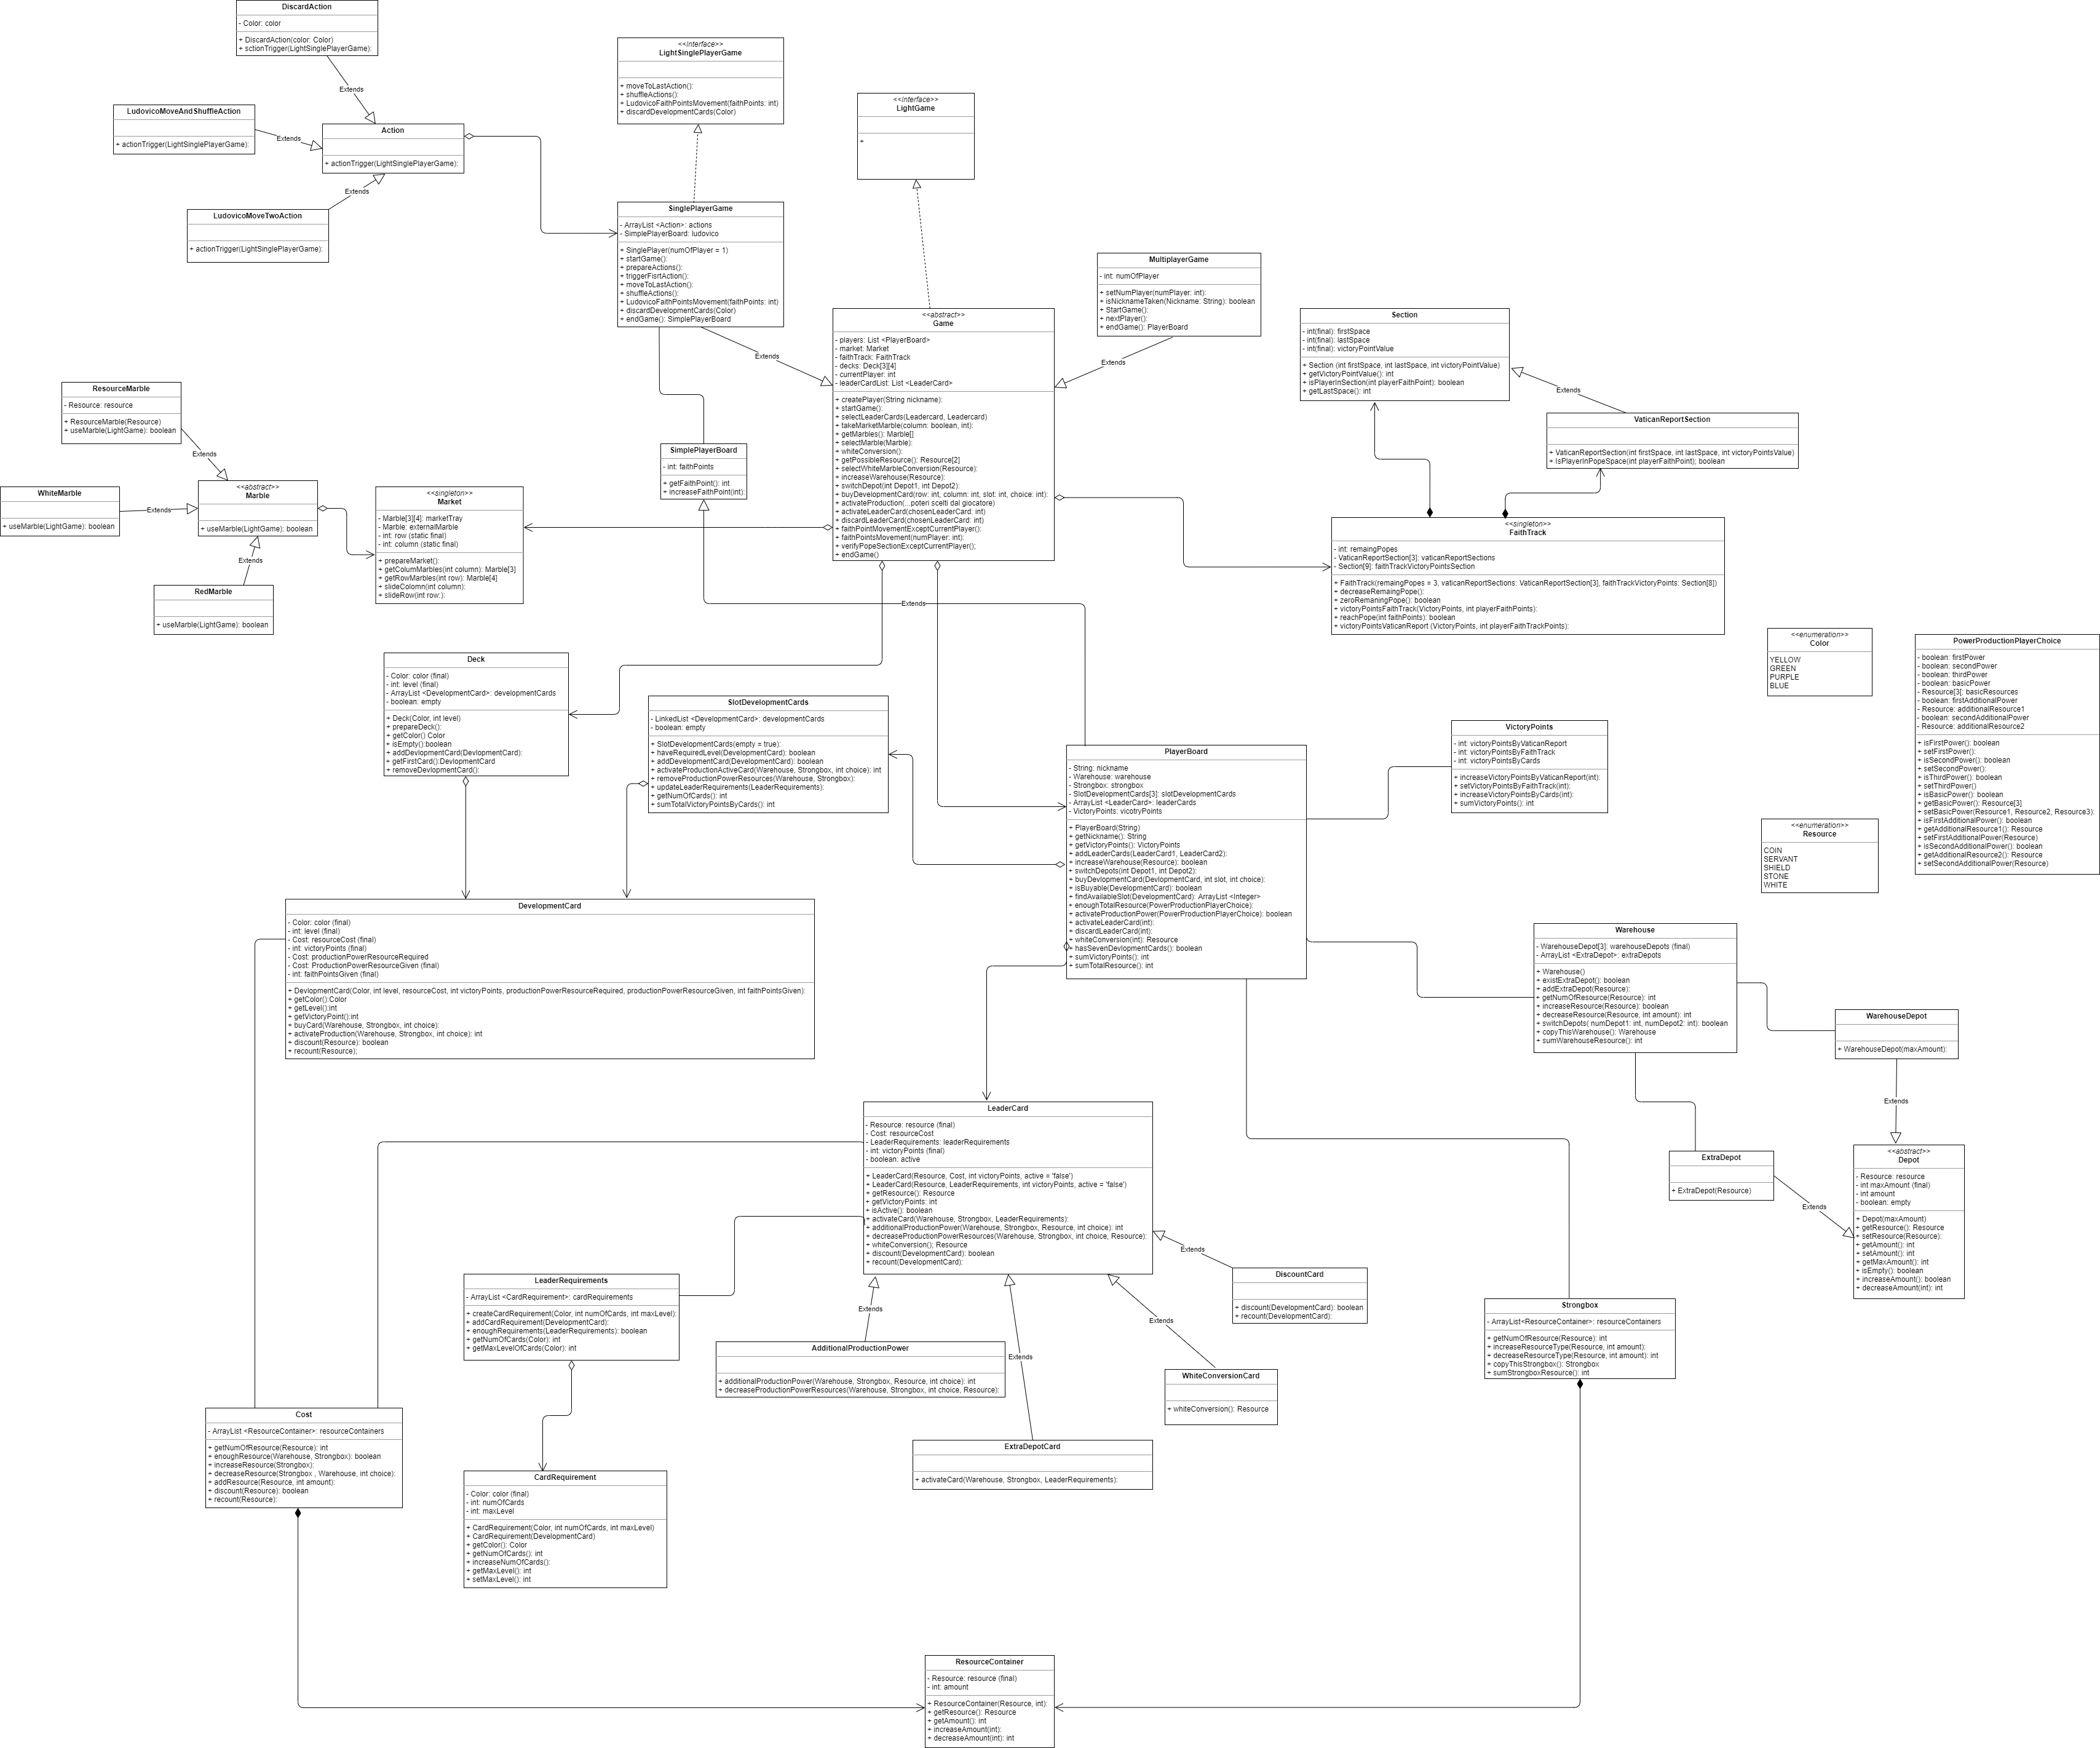 DiscardAction
- Color: color
+ DiscardAction(color: Color)
+ sctionTrigger(LightSinglePlayerGame):
Extends
LudovicoMoveAndShuffleAction
+ actionTrigger(LightSinglePlayerGame):
Extends
Action
+ actionTrigger(LightSinglePlayerGame):
Extends
LudovicoMoveTwoAction
+ actionTrigger(LightSinglePlayerGame):
<<interface>>
LightSinglePlayerGame
+ moveToLastAction():
+ shuffleActions():
+ LudovicoFaithPointsMovement(faithPoints: int)
+ discardDevelopmentCards(Color)
<<interface>>
LightGame
+
SinglePlayerGame
- ArrayList <Action>: actions
- SimplePlayerBoard: ludovico
+ SinglePlayer(numOfPlayer = 1)
+ startGame():
+ prepareActions():
+ triggerFisrtAction():
+ moveToLastAction():
+ shuffleActions():
+ LudovicoFaithPointsMovement(faithPoints: int)
+ discardDevelopmentCards(Color)
+ endGame(): SimplePlayerBoard
Extends
MultiplayerGame
- int: numOfPlayer
+ setNumPlayer(numPlayer: int):
+ isNicknameTaken(Nickname: String): boolean
+ StartGame():
+ nextPlayer():
+ endGame(): PlayerBoard
Extends
<<abstract>>
Game
- players: List <PlayerBoard>
- market: Market
- faithTrack: FaithTrack
- decks: Deck[3][4]
- currentPlayer: int
- leaderCardList: List <LeaderCard>
+ createPlayer(String nickname):
+ startGame():
+ selectLeaderCards(Leadercard, Leadercard)
+ takeMarketMarble(column: boolean, int):
+ getMarbles(): Marble[]
+ selectMarble(Marble):
+ whiteConversion():
+ getPossibleResource(): Resource[2]
+ selectWhiteMarbleConversion(Resource):
+ increaseWarehouse(Resource):
+ switchDepot(int Depot1, int Depot2):
+ buyDevelopmentCard(row: int, column: int, slot: int, choice: int):
+ activateProduction(...poteri scelti dal giocatore)
+ activateLeaderCard(chosenLeaderCard: int)
+ discardLeaderCard(chosenLeaderCard: int)
+ faithPointMovementExceptCurrentPlayer():
+ faithPointsMovement(numPlayer: int):
+ verifyPopeSectionExceptCurrentPlayer();
+ endGame()
Section
- int(final): firstSpace
- int(final): lastSpace
- int(final): victoryPointValue
+ Section (int firstSpace, int lastSpace, int victoryPointValue)
+ getVictoryPointValue(): int
+ isPlayerInSection(int playerFaithPoint): boolean
+ getLastSpace(): int
Extends
VaticanReportSection
+ VaticanReportSection(int firstSpace, int lastSpace, int victoryPointsValue)
+ IsPlayerInPopeSpace(int playerFaithPoint); boolean
<<singleton>>
FaithTrack
- int: remaingPopes
- VaticanReportSection[3]: vaticanReportSections
- Section[9]: faithTrackVictoryPointsSection
+ FaithTrack(remaingPopes = 3, vaticanReportSections: VaticanReportSection[3], faithTrackVictoryPoints: Section[8])
+ decreaseRemaingPope():
+ zeroRemaningPope(): boolean
+ victoryPointsFaithTrack(VictoryPoints, int playerFaithPoints):
+ reachPope(int faithPoints): boolean
+ victoryPointsVaticanReport (VictoryPoints, int playerFaithTrackPoints):
ResourceMarble
- Resource: resource
+ ResourceMarble(Resource)
+ useMarble(LightGame): boolean
Extends
WhiteMarble
+ useMarble(LightGame): boolean
Extends
<<abstract>>
Marble
+ useMarble(LightGame): boolean
Extends
RedMarble
+ useMarble(LightGame): boolean
<<singleton>>
Market
- Marble[3][4]: marketTray
- Marble: externalMarble
- int: row (static final)
- int: column (static final)
+ prepareMarket():
+ getColumMarbles(int column): Marble[3]
+ getRowMarbles(int row): Marble[4]
+ slideColomn(int column):
+ slideRow(int row:):
SimplePlayerBoard
- int: faithPoints
+ getFaithPoint(): int
+ increaseFaithPoint(int):
Extends
Deck
- Color: color (final)
- int: level (final)
- ArrayList <DevelopmentCard>: developmentCards
- boolean: empty
+ Deck(Color, int level)
+ prepareDeck():
+ getColor() Color
+ isEmpty():boolean
+ addDevlopmentCard(DevlopmentCard):
+ getFirstCard():DevlopmentCard
+ removeDevlopmentCard():
SlotDevelopmentCards
- LinkedList <DevelopmentCard>: developmentCards
- boolean: empty
+ SlotDevelopmentCards(empty = true):
+ haveRequiredLevel(DevelopmentCard): boolean
+ addDevelopmentCard(DevelopmentCard): boolean
+ activateProductionActiveCard(Warehouse, Strongbox, int choice): int
+ removeProductionPowerResources(Warehouse, Strongbox):
+ updateLeaderRequirements(LeaderRequirements):
+ getNumOfCards(): int
+ sumTotalVictoryPointsByCards(): int
PlayerBoard
- String: nickname
- Warehouse: warehouse
- Strongbox: strongbox
- SlotDevelopmentCards[3]: slotDevelopmentCards
- ArrayList <LeaderCard>: leaderCards
- VictoryPoints: vicotryPoints
+ PlayerBoard(String)
+ getNickname(): String
+ getVictoryPoints(): VictoryPoints
+ addLeaderCards(LeaderCard1, LeaderCard2):
+ increaseWarehouse(Resource): boolean
+ switchDepots(int Depot1, int Depot2):
+ buyDevlopmentCard(DevlopmentCard, int slot, int choice):
+ isBuyable(DevelopmentCard): boolean
+ findAvailableSlot(DevelopmentCard): ArrayList <Integer>
+ enoughTotalResource(PowerProductionPlayerChoice):
+ activateProductionPower(PowerProductionPlayerChoice): boolean
+ activateLeaderCard(int):
+ discardLeaderCard(int):
+ whiteConversion(int): Resource
+ hasSevenDevlopmentCards(): boolean
+ sumVictoryPoints(): int
+ sumTotalResource(): int
VictoryPoints
- int: victoryPointsByVaticanReport
- int: victoryPointsByFaithTrack
- int: victoryPointsByCards
+ increaseVictoryPointsByVaticanReport(int):
+ setVictoryPointsByFaithTrack(int):
+ increaseVictoryPointsByCards(int):
+ sumVictoryPoints(): int
<<enumeration>>
Color
YELLOW
GREEN
PURPLE
BLUE
<<enumeration>>
Resource
COIN
SERVANT
SHIELD
STONE
WHITE
PowerProductionPlayerChoice
- boolean: firstPower
- boolean: secondPower
- boolean: thirdPower
- boolean: basicPower
- Resource[3[: basicResources
- boolean: firstAdditionalPower
- Resource: additionalResource1
- boolean: secondAdditionalPower
- Resource: additionalResource2
+ isFirstPower(): boolean
+ setFirstPower():
+ isSecondPower(): boolean
+ setSecondPower():
+ isThirdPower(): boolean
+ setThirdPower()
+ isBasicPower(): boolean
+ getBasicPower(): Resource[3]
+ setBasicPower(Resource1, Resource2, Resource3):
+ isFirstAdditionalPower(): boolean
+ getAdditionalResource1(): Resource
+ setFirstAdditionalPower(Resource)
+ isSecondAdditionalPower(): boolean
+ getAdditionalResource2(): Resource
+ setSecondAdditionalPower(Resource)
DevelopmentCard
- Color: color (final)
- int: level (final)
- Cost: resourceCost (final)
- int: victoryPoints (final)
- Cost: productionPowerResourceRequired
- Cost: ProductionPowerResourceGiven (final)
- int: faithPointsGiven (final)
+ DevlopmentCard(Color, int level, resourceCost, int victoryPoints, productionPowerResourceRequired, productionPowerResourceGiven, int faithPointsGiven):
+ getColor():Color
+ getLevel():int
+ getVictoryPoint():int
+ buyCard(Warehouse, Strongbox, int choice):
+ activateProduction(Warehouse, Strongbox, int choice): int
+ discount(Resource): boolean
+ recount(Resource);
Warehouse
- WarehouseDepot[3]: warehouseDepots (final)
- ArrayList <ExtraDepot>: extraDepots
+ Warehouse()
+ existExtraDepot(): boolean
+ addExtraDepot(Resource):
+ getNumOfResource(Resource): int
+ increaseResource(Resource): boolean
+ decreaseResource(Resource, int amount): int
+ switchDepots( numDepot1: int, numDepot2: int): boolean
+ copyThisWarehouse(): Warehouse
+ sumWarehouseResource(): int
WarehouseDepot
+ WarehouseDepot(maxAmount):
Extends
ExtraDepot
+ ExtraDepot(Resource)
Extends
<<abstract>>
Depot
- Resource: resource
- int maxAmount (final)
- int amount
- boolean: empty
+ Depot(maxAmount)
+ getResource(): Resource
+ setResource(Resource):
+ getAmount(): int
+ setAmount(): int
+ getMaxAmount(): int
+ isEmpty(): boolean
+ increaseAmount(): boolean
+ decreaseAmount(int): int
LeaderCard
- Resource: resource (final)
- Cost: resourceCost
- LeaderRequirements: leaderRequirements
- int: victoryPoints (final)
- boolean: active
+ LeaderCard(Resource, Cost, int victoryPoints, active = 'false')
+ LeaderCard(Resource, LeaderRequirements, int victoryPoints, active = 'false')
+ getResource(): Resource
+ getVictoryPoints: int
+ isActive(): boolean
+ activateCard(Warehouse, Strongbox, LeaderRequirements):
+ additionalProductionPower(Warehouse, Strongbox, Resource, int choice): int
+ decreaseProductionPowerResources(Warehouse, Strongbox, int choice, Resource):
+ whiteConversion(); Resource
+ discount(DevelopmentCard): boolean
+ recount(DevelopmentCard):
Extends
DiscountCard
+ discount(DevelopmentCard): boolean
+ recount(DevelopmentCard):
LeaderRequirements
- ArrayList <CardRequirement>: cardRequirements
+ createCardRequirement(Color, int numOfCards, int maxLevel):
+ addCardRequirement(DevelopmentCard):
+ enoughRequirements(LeaderRequirements): boolean
+ getNumOfCards(Color): int
+ getMaxLevelOfCards(Color): int
Extends
AdditionalProductionPower
+ additionalProductionPower(Warehouse, Strongbox, Resource, int choice): int
+ decreaseProductionPowerResources(Warehouse, Strongbox, int choice, Resource):
Extends
Extends
WhiteConversionCard
+ whiteConversion(): Resource
ExtraDepotCard
+ activateCard(Warehouse, Strongbox, LeaderRequirements):
Strongbox
- ArrayList<ResourceContainer>: resourceContainers
+ getNumOfResource(Resource): int
+ increaseResourceType(Resource, int amount):
+ decreaseResourceType(Resource, int amount): int
+ copyThisStrongbox(): Strongbox
+ sumStrongboxResource(): int
Cost
- ArrayList <ResourceContainer>: resourceContainers
+ getNumOfResource(Resource): int
+ enoughResource(Warehouse, Strongbox): boolean
+ increaseResource(Strongbox):
+ decreaseResource(Strongbox , Warehouse, int choice):
+ addResource(Resource, int amount):
+ discount(Resource): boolean
+ recount(Resource):
CardRequirement
- Color: color (final)
- int: numOfCards
- int: maxLevel
+ CardRequirement(Color, int numOfCards, int maxLevel)
+ CardRequirement(DevelopmentCard)
+ getColor(): Color
+ getNumOfCards(): int
+ increaseNumOfCards():
+ getMaxLevel(): int
+ setMaxLevel(): int
ResourceContainer
- Resource: resource (final)
- int: amount
+ ResourceContainer(Resource, int):
+ getResource(): Resource
+ getAmount(): int
+ increaseAmount(int):
+ decreaseAmount(int): int